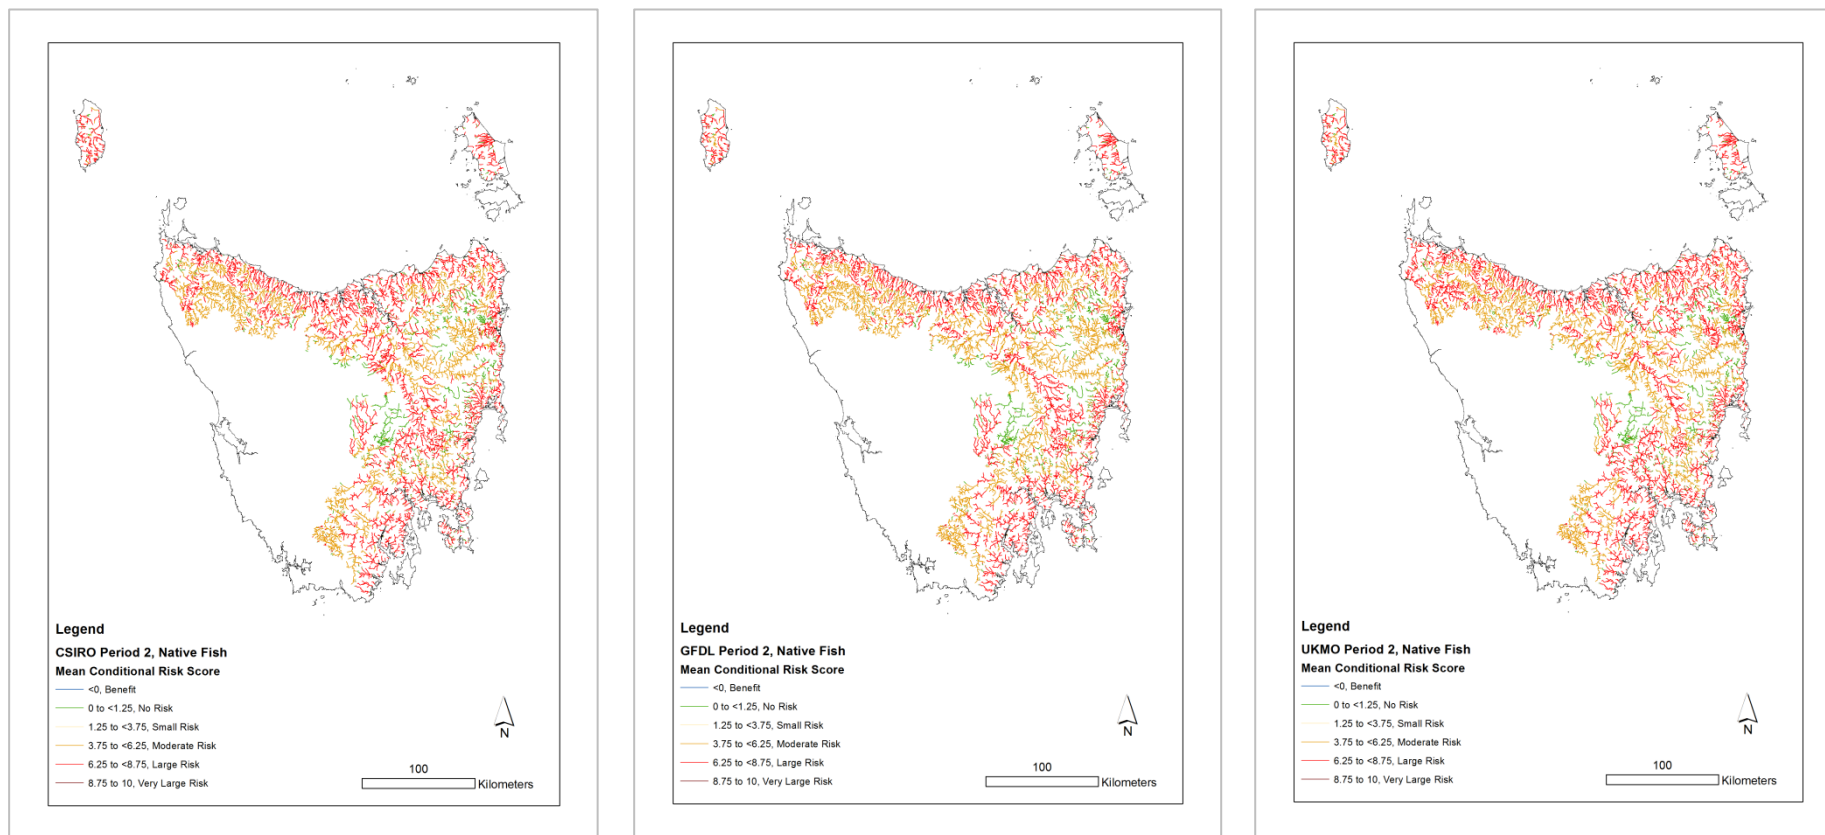 Legend
CSIRO Period 2, Native Fish
Mean Conditional Risk Score
<0, Benefit
0 to <1.25, No Risk
1.25 to <3.75, Small Risk
3.75 to <6.25, Moderate Risk
6.25 to <8.75, Large Risk
8.75 to 10, Very Large Risk
N
100
Kilometers
Legend
GFDL Period 2, Native Fish
Mean Conditional Risk Score
<0, Benefit
0 to <1.25, No Risk
1.25 to <3.75, Small Risk
3.75 to <6.25, Moderate Risk
6.25 to <8.75, Large Risk
8.75 to 10, Very Large Risk
N
100
Kilometers
Legend
UKMO Period 2, Native Fish
Mean Conditional Risk Score
<0, Benefit
0 to <1.25, No Risk
1.25 to <3.75, Small Risk
3.75 to <6.25, Moderate Risk
6.25 to <8.75, Large Risk
8.75 to 10, Very Large Risk
N
100
Kilometers